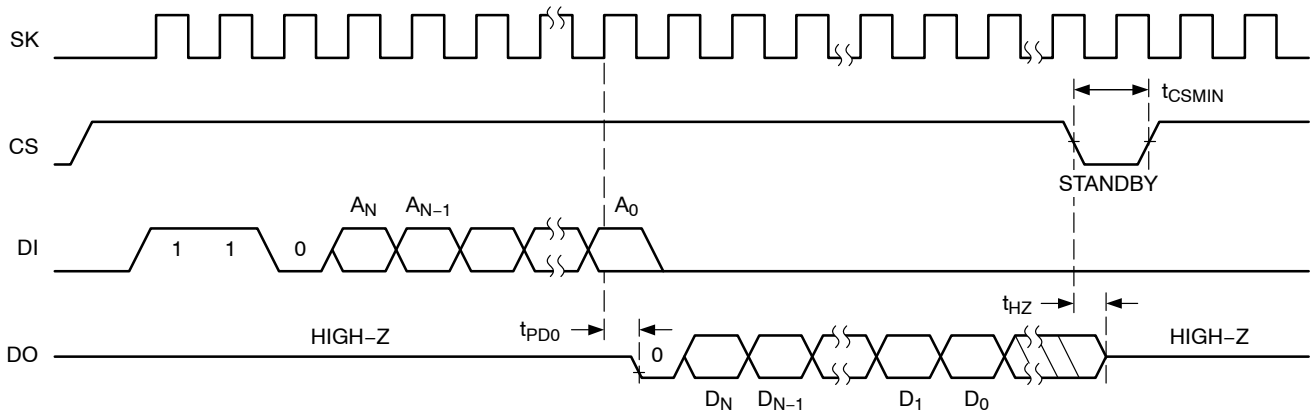 SK
tCSMIN
CS
STANDBY
AN AN−1 A0
DI 1 1 0
tHZ
tPD0
HIGH−Z HIGH−Z
DO 0
DN DN−1 D1 D0